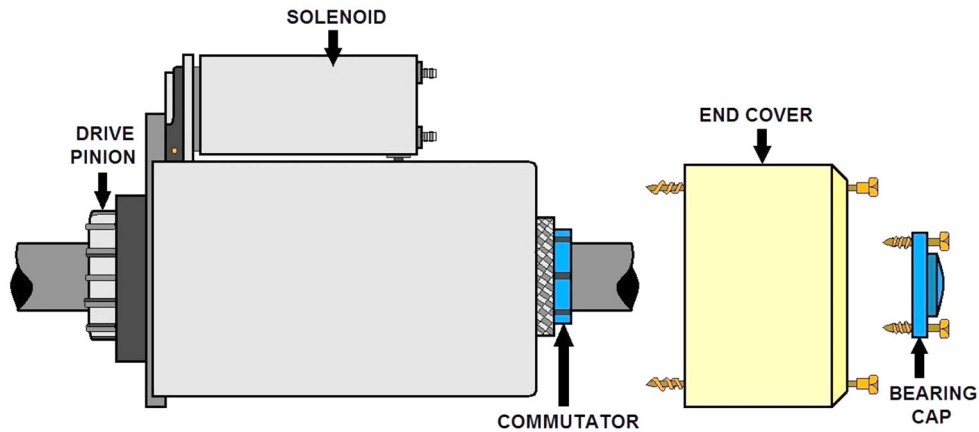 SOLENOID
DRIVE
PINION
END COVER
COMMUTATOR
BEARING
CAP